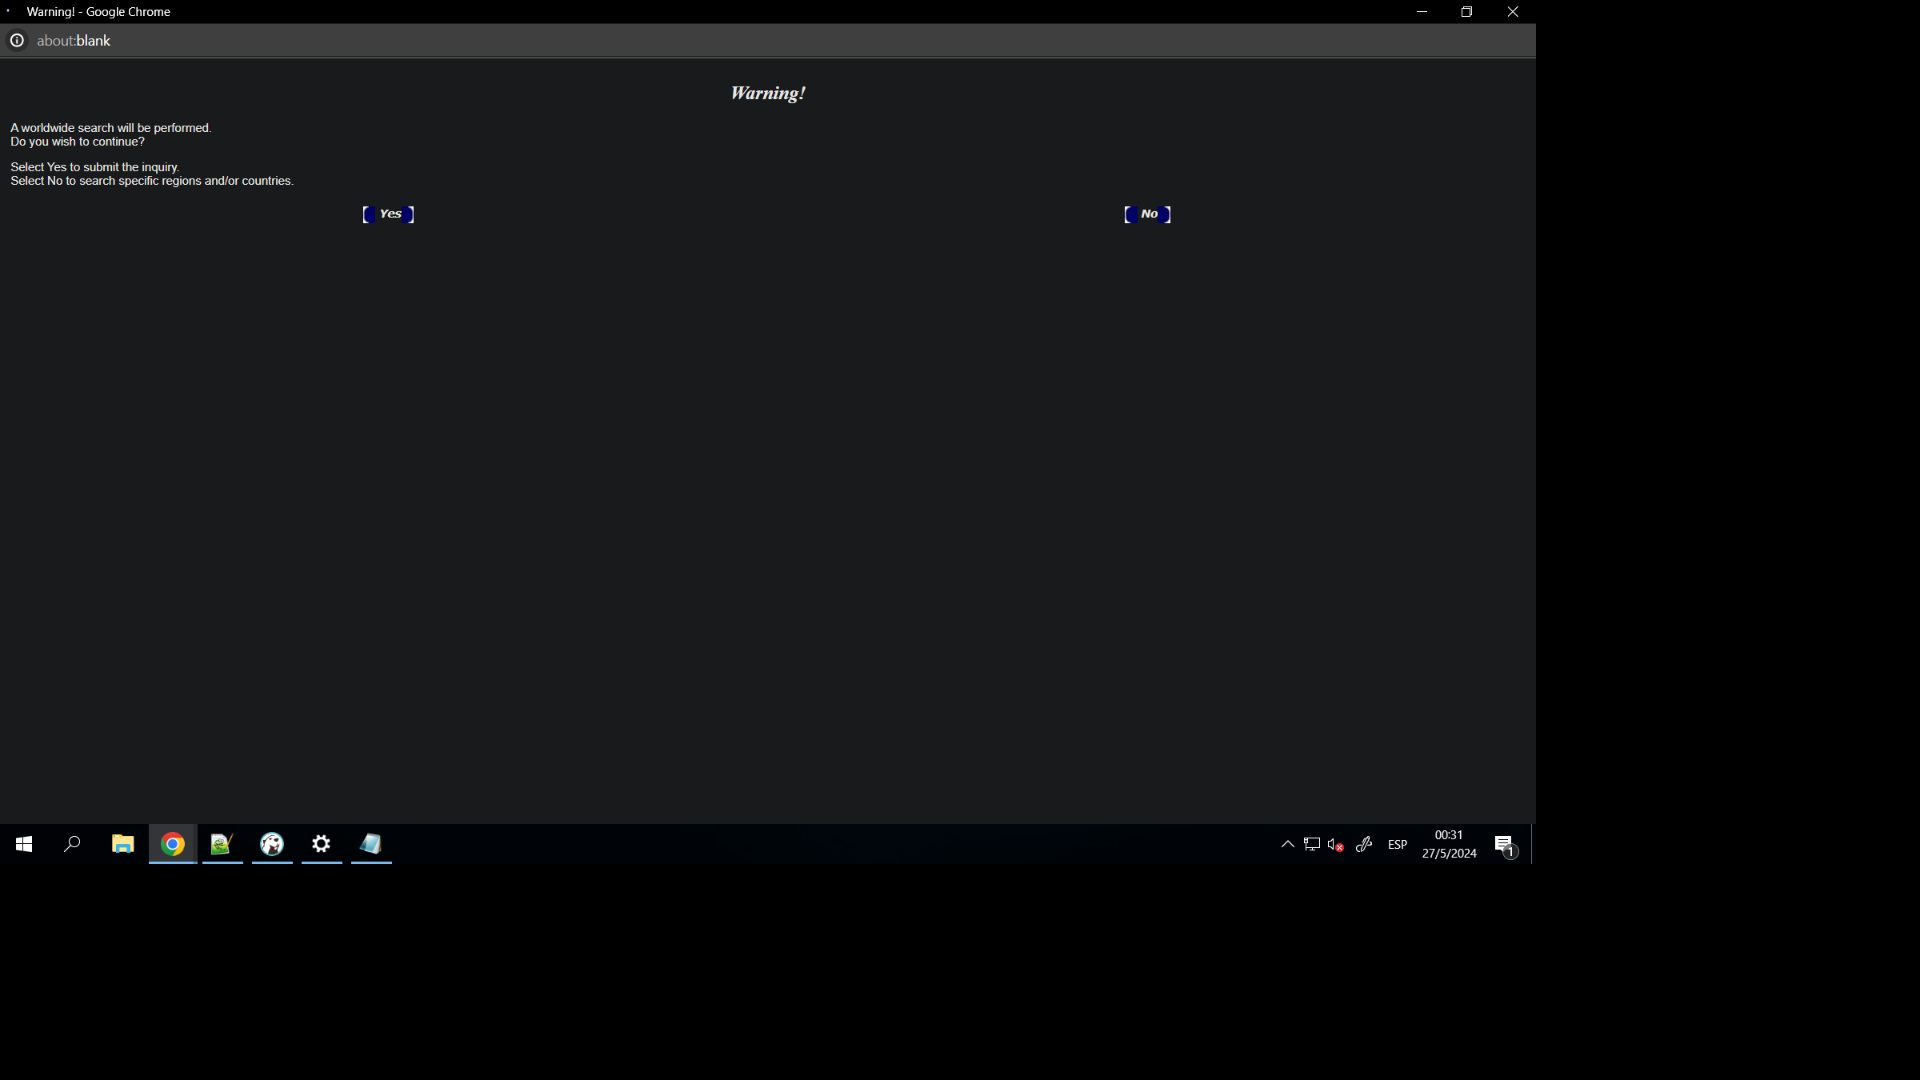 Warning! - Google Chrome
about:blank
Warning!
A worldwide search will be performed.
Do you wish to continue?
Select Yes to submit the inquiry.
Select No to search specific regions and/or countries.
Yes
No
ESP
00:31
27/5/2024
1